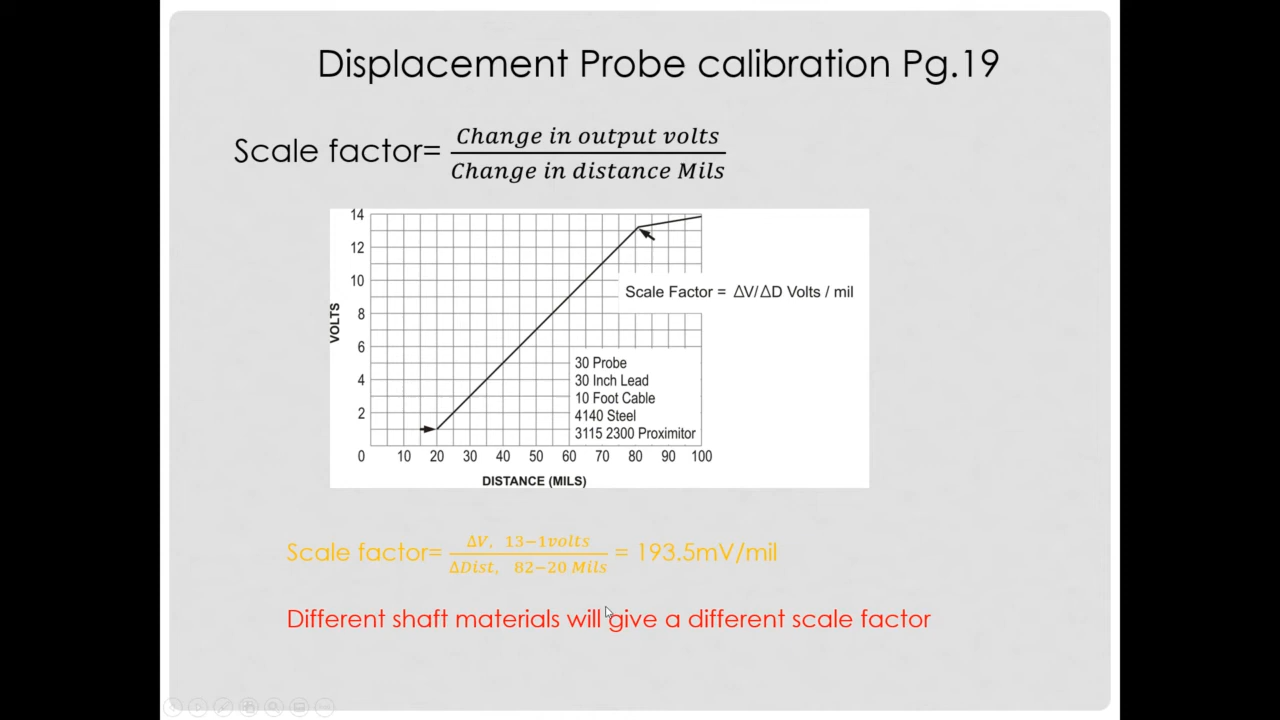 Displacement Probe calibration Pg.19
Scale factor= Change in output volts / Change in distance Mils
14
12
10
8
6
4
2
VOLTS
Scale Factor = ΔV/ΔD Volts / mil
30 Probe
30 Inch Lead
10 Foot Cable
4140 Steel
3115 2300 Proximitor
0 10 20 30 40 50 60 70 80 90 100
DISTANCE (MILS)
Scale factor= ΔV, 13−1volts / ΔDist, 82−20 Mils = 193.5mV/mil
Different shaft materials will give a different scale factor